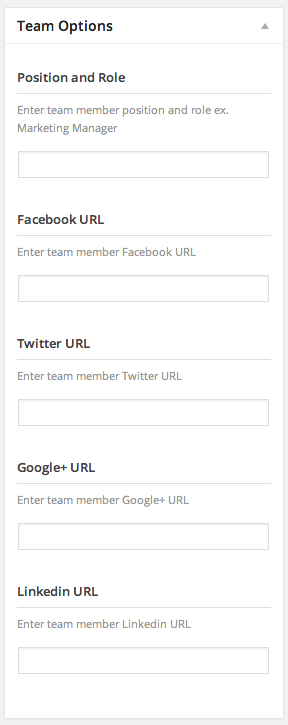 Team Options
Position and Role
Enter team member position and role ex.
Marketing Manager
Facebook URL
Enter team member Facebook URL
Twitter URL
Enter team member Twitter URL
Google+ URL
Enter team member Google+ URL
Linkedin URL
Enter team member Linkedin URL